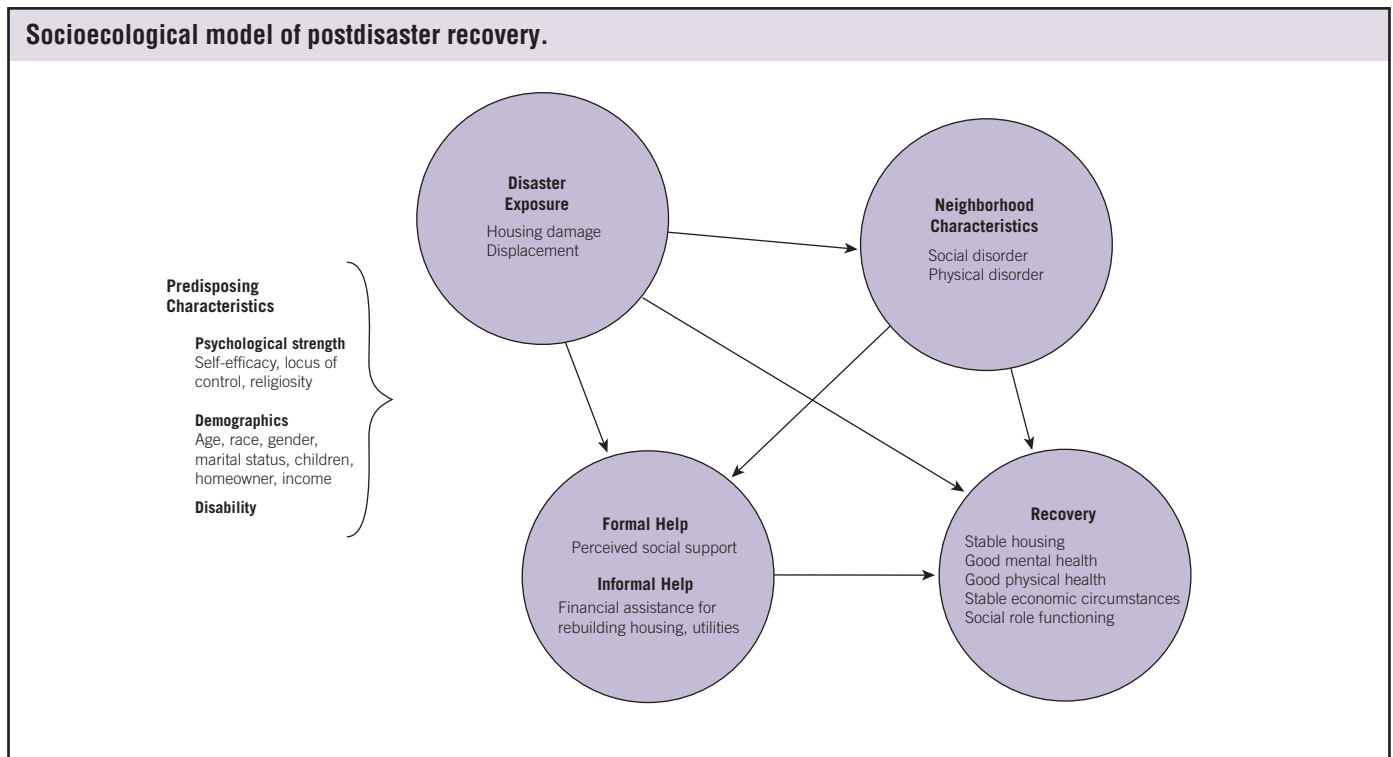 Socioecological model of postdisaster recovery.
Disaster
Exposure
Housing damage
Displacement
Neighborhood
Characteristics
Social disorder
Physical disorder
Predisposing
Characteristics
Psychological strength
Self-efficacy, locus of
control, religiosity
Demographics
Age, race, gender,
marital status, children,
homeowner, income
Disability
Formal Help
Perceived social support
Informal Help
Financial assistance for
rebuilding housing, utilities
Recovery
Stable housing
Good mental health
Good physical health
Stable economic circumstances
Social role functioning